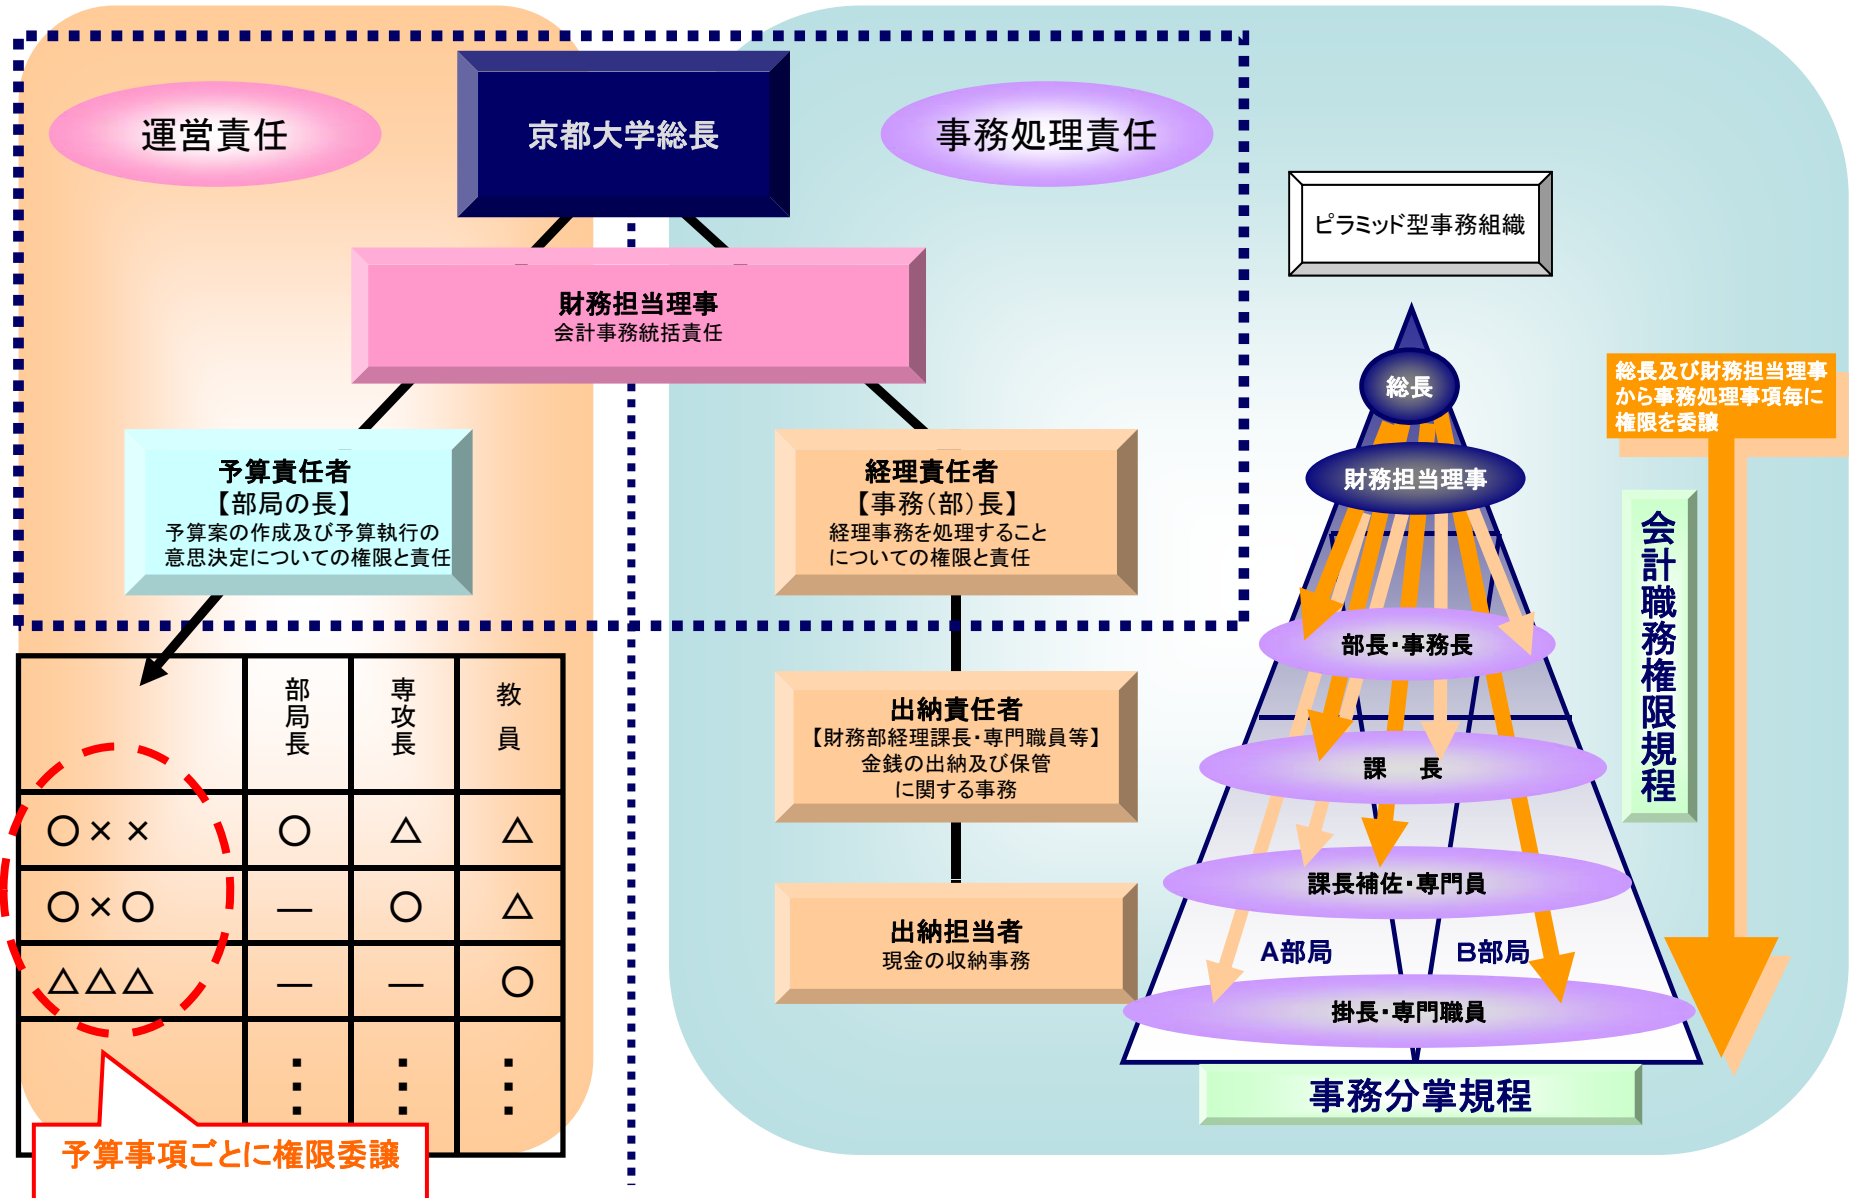 運営責任
京都大学総長
事務処理責任
財務担当理事
会計事務統括責任
予算責任者
【部局の長】
予算案の作成及び予算執行の
意思決定についての権限と責任
経理責任者
【事務(部)長】
経理事務を処理すること
についての権限と責任
出納責任者
【財務部経理課長・専門職員等】
金銭の出納及び保管
に関する事務
出納担当者
現金の収納事務
部局長
専攻長
教員
○××
○
△
△
○×○
―
○
△
△△△
―
―
○
⋮
⋮
⋮
予算事項ごとに権限委譲
ピラミッド型事務組織
総長
財務担当理事
部長・事務長
課 長
課長補佐・専門員
A部局
B部局
掛長・専門職員
事務分掌規程
総長及び財務担当理事
から事務処理事項毎に
権限を委譲
会計職務権限規程